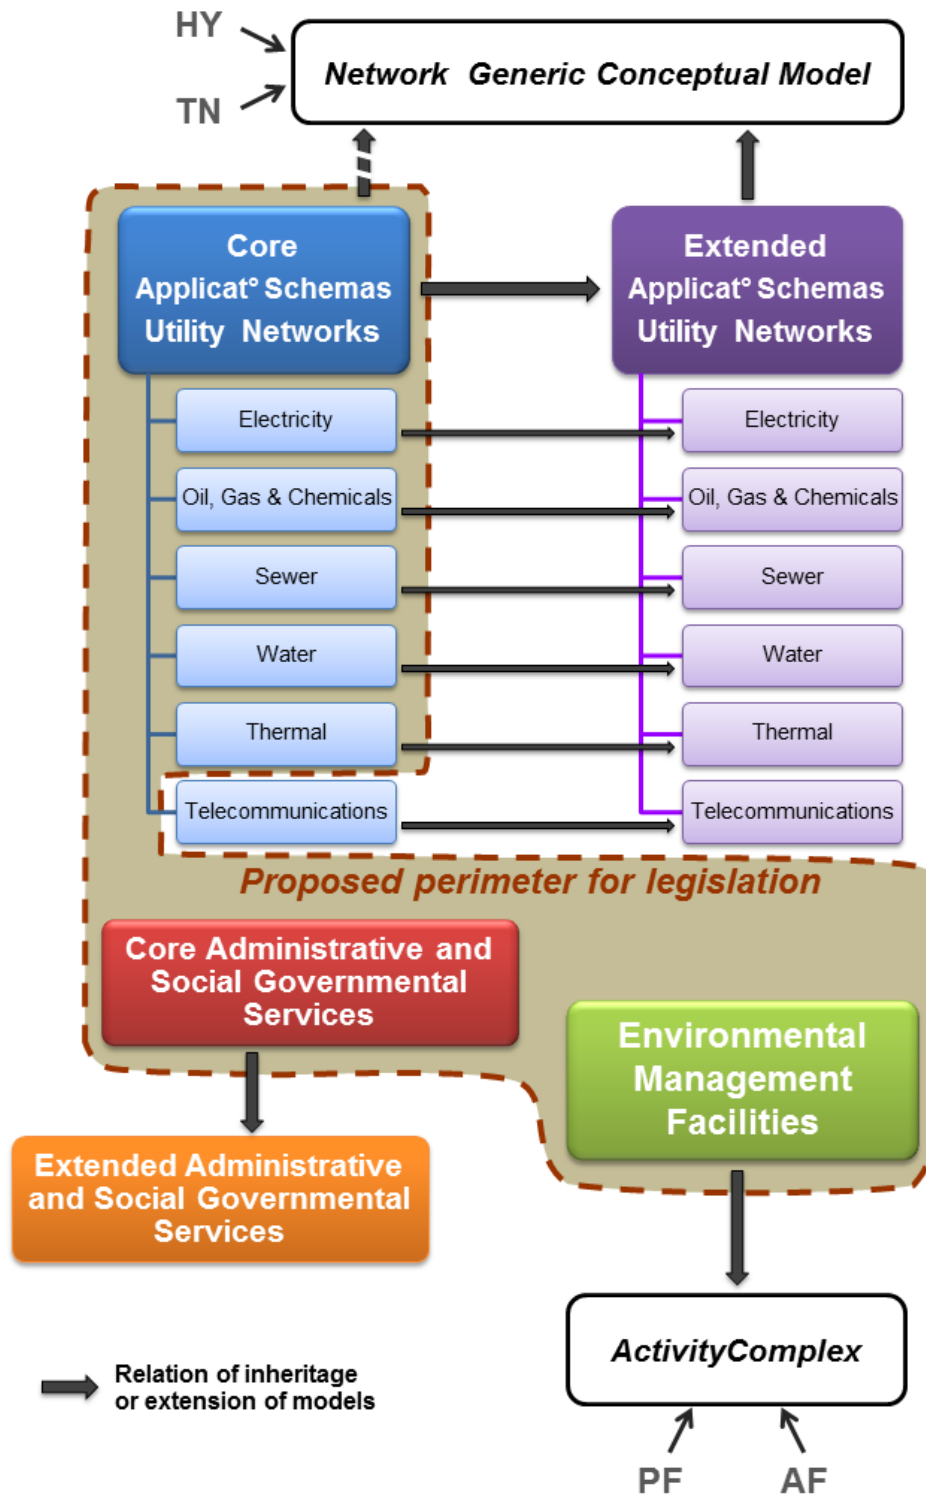 HY
Network Generic Conceptual Model
TN
Core
Applicat° Schemas
Utility Networks
Extended
Applicat° Schemas
Utility Networks
Electricity
Electricity
Oil, Gas & Chemicals
Oil, Gas & Chemicals
Sewer
Sewer
Water
Water
Thermal
Thermal
Telecommunications
Telecommunications
Proposed perimeter for legislation
Core Administrative and
Social Governmental
Services
Environmental
Management
Facilities
Extended Administrative
and Social Governmental
Services
ActivityComplex
Relation of inheritage
or extension of models
PF
AF